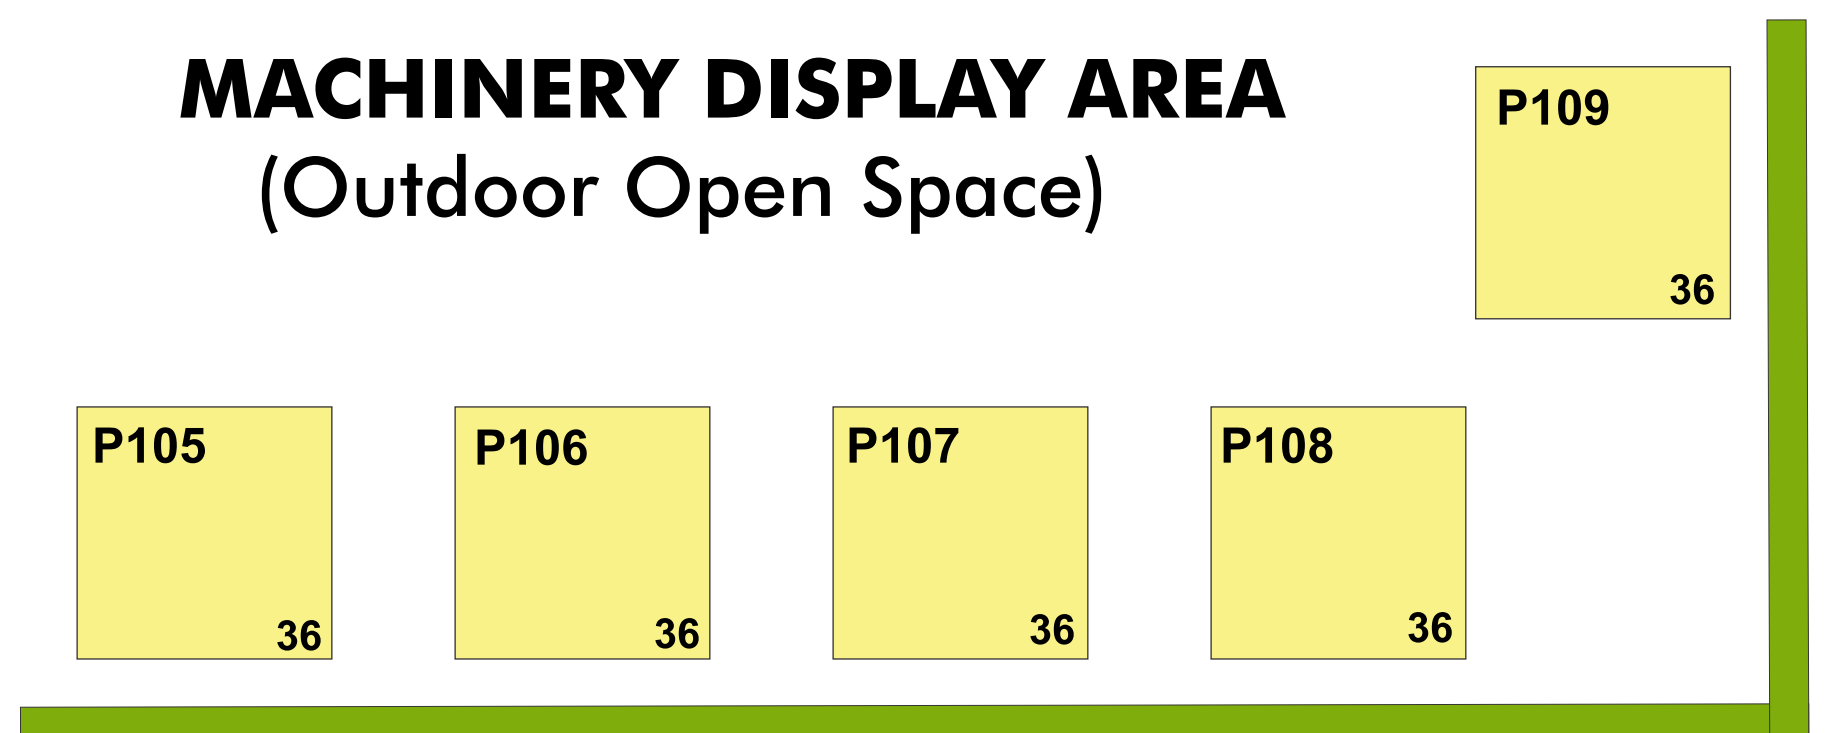 MACHINERY DISPLAY AREA
(Outdoor Open Space)
P109
36
P105
36
P106
36
P107
36
P108
36